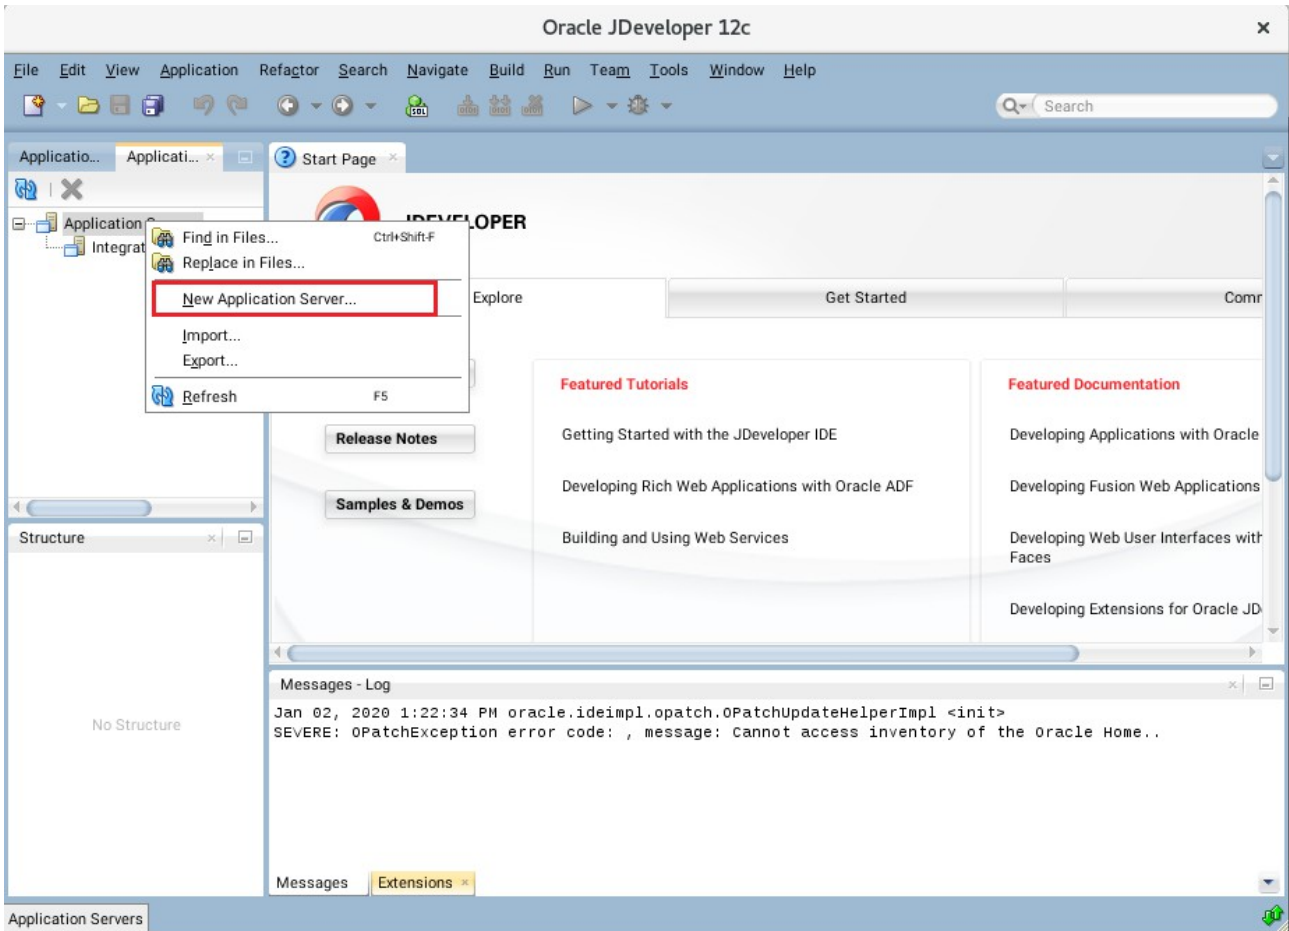 Oracle JDeveloper 12c
File Edit View Application Refactor Search Navigate Build Run Team Tools Window Help
Search
Applicatio... Applicati...
Start Page
Application
Integrat
JDEVELOPER
Find in Files... Ctrl+Shift-F
Replace in Files...
New Application Server...
Import...
Export...
Refresh F5
Explore
Get Started
Comm
Release Notes
Samples & Demos
Featured Tutorials
Getting Started with the JDeveloper IDE
Developing Rich Web Applications with Oracle ADF
Building and Using Web Services
Featured Documentation
Developing Applications with Oracle
Developing Fusion Web Applications
Developing Web User Interfaces with
Faces
Developing Extensions for Oracle JD
Structure
No Structure
Messages - Log
Jan 02, 2020 1:22:34 PM oracle.ideimpl.opatch.OPatchUpdateHelperImpl <init>
SEVERE: OPatchException error code: , message: Cannot access inventory of the Oracle Home..
Messages Extensions
Application Servers